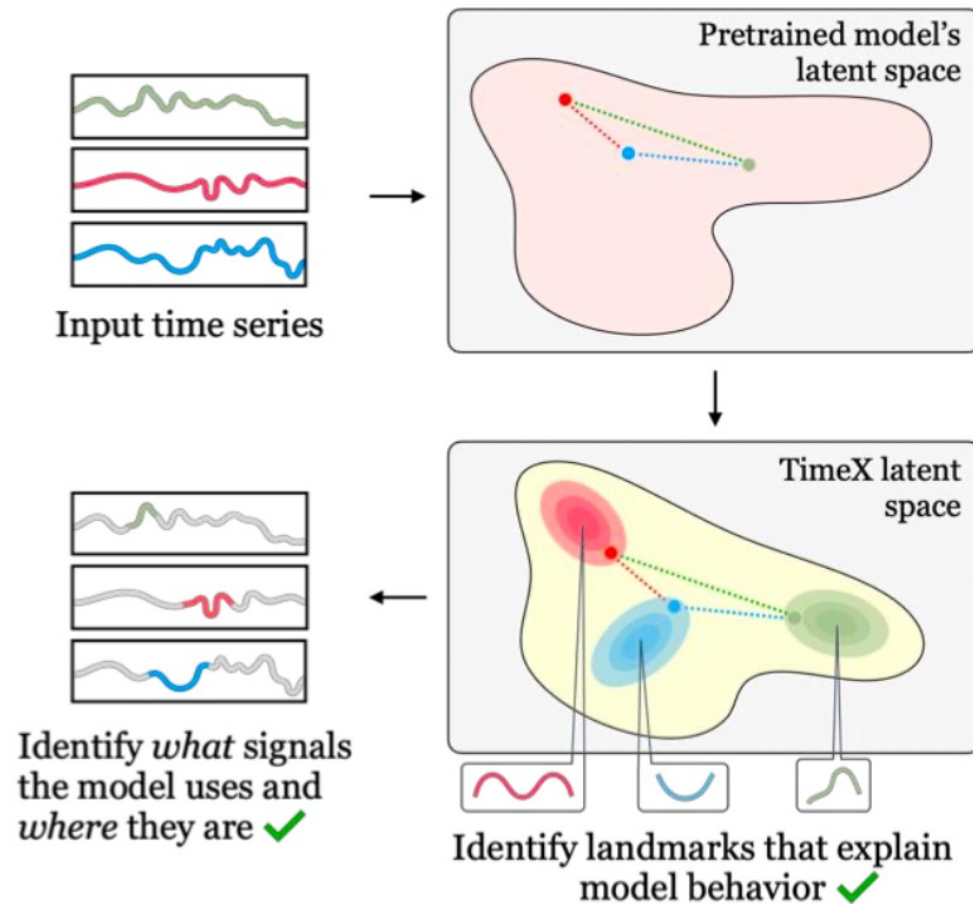 Pretrained model's
latent space
Input time series
TimeX latent
space
Identify what signals
the model uses and
where they are ✔
Identify landmarks that explain
model behavior ✔